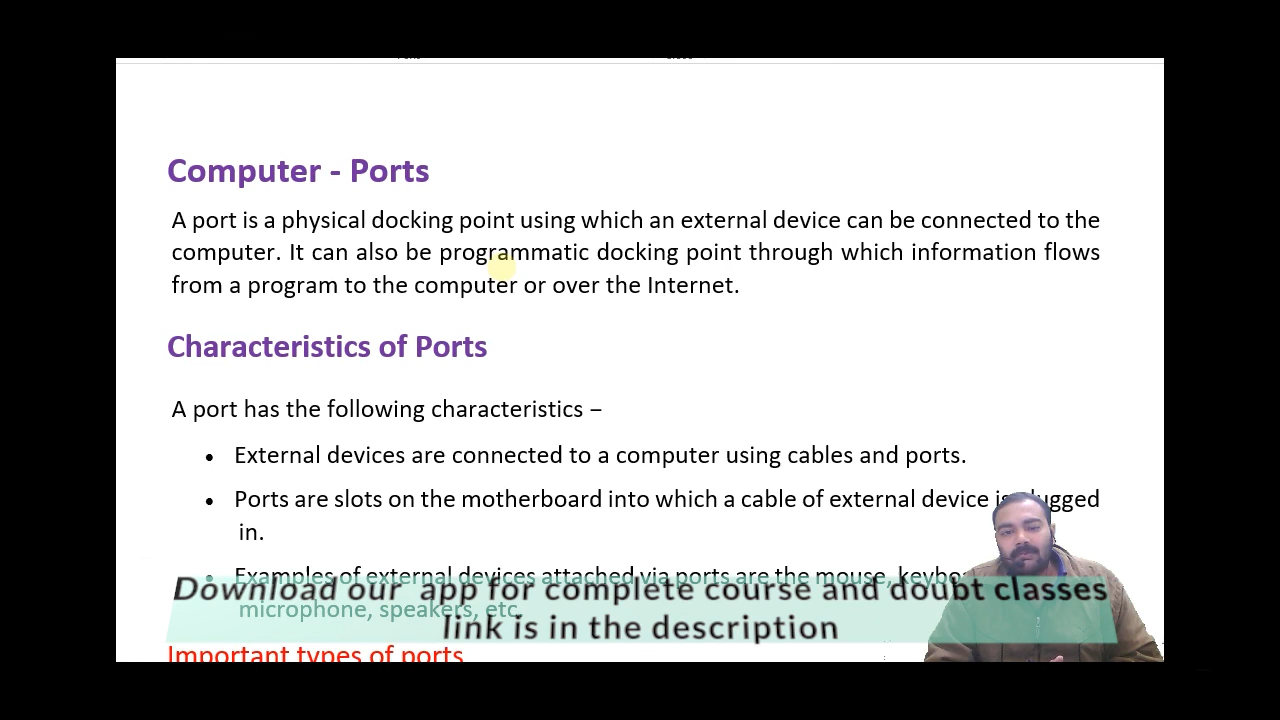 Computer - Ports
A port is a physical docking point using which an external device can be connected to the
computer. It can also be programmatic docking point through which information flows
from a program to the computer or over the Internet.
Characteristics of Ports
A port has the following characteristics −
• External devices are connected to a computer using cables and ports.
• Ports are slots on the motherboard into which a cable of external device is plugged
in.
• Examples of external devices attached via ports are the mouse,
microphone, speakers, etc.
Download our app for complete course and doubt classes
link is in the description
Important types of ports